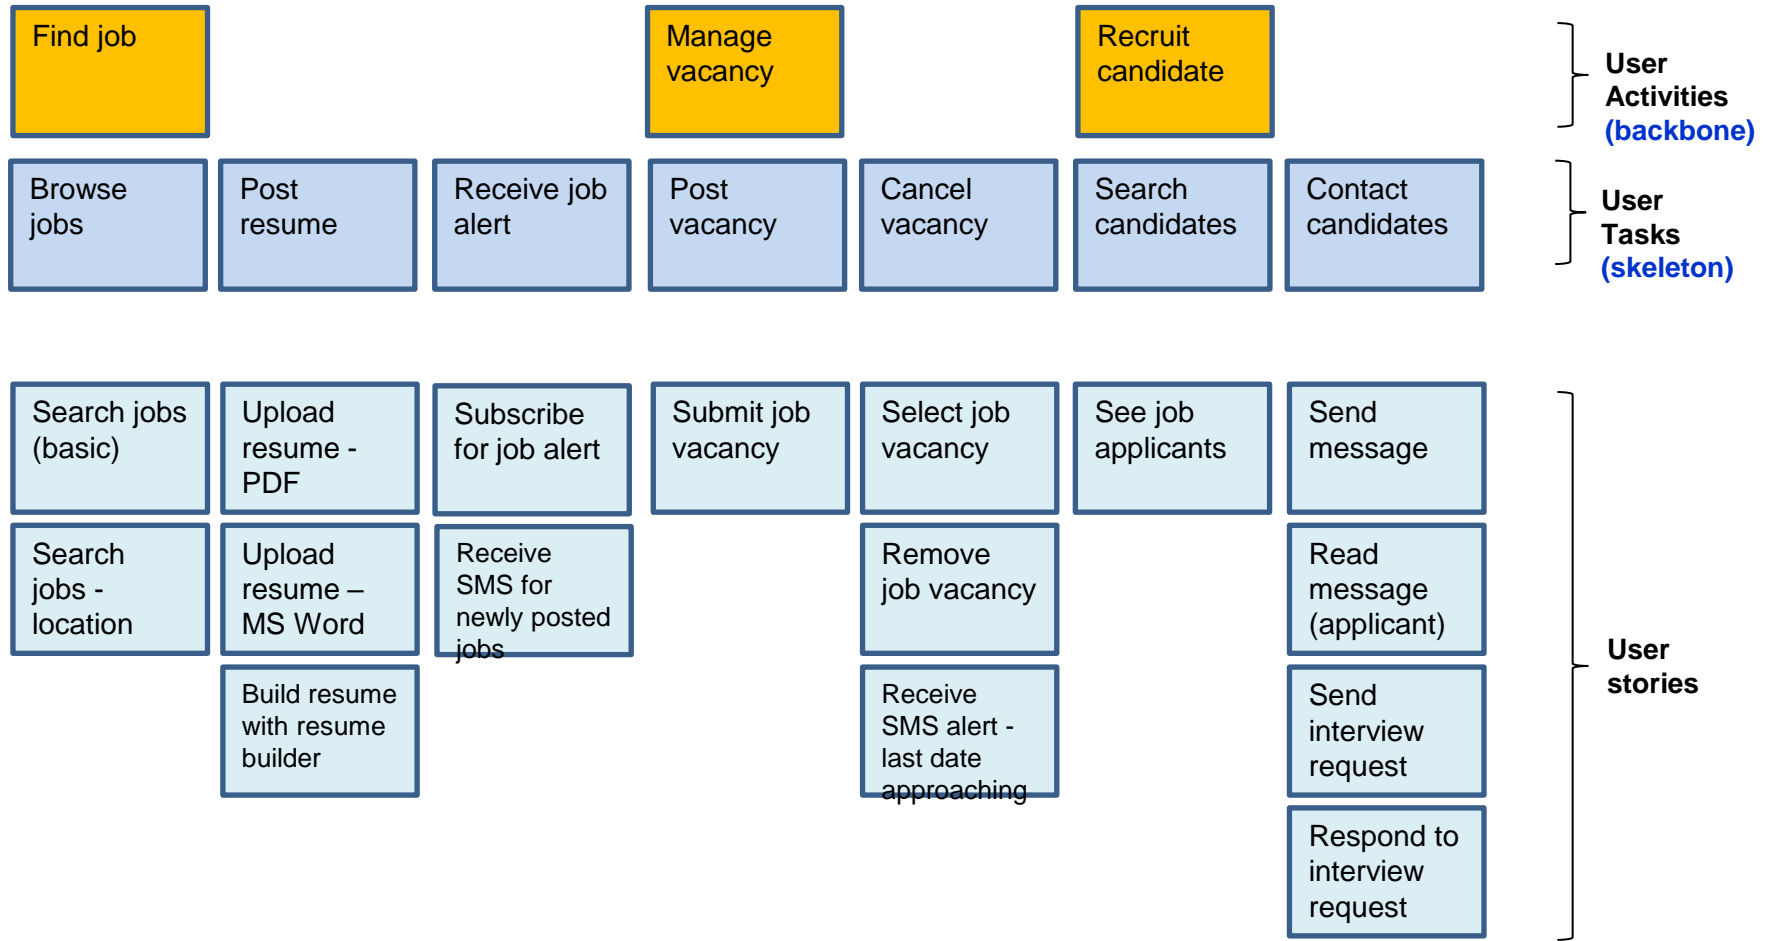 Find job
Manage
vacancy
Recruit
candidate
User
Activities
(backbone)
Browse
jobs
Post
resume
Receive job
alert
Post
vacancy
Cancel
vacancy
Search
candidates
Contact
candidates
User
Tasks
(skeleton)
Search jobs
(basic)
Upload
resume -
PDF
Subscribe
for job alert
Submit job
vacancy
Select job
vacancy
See job
applicants
Send
message
Search
jobs -
location
Upload
resume –
MS Word
Receive
SMS for
newly posted
jobs
Remove
job vacancy
Read
message
(applicant)
User
stories
Build resume
with resume
builder
Receive
SMS alert -
last date
approaching
Send
interview
request
Respond to
interview
request